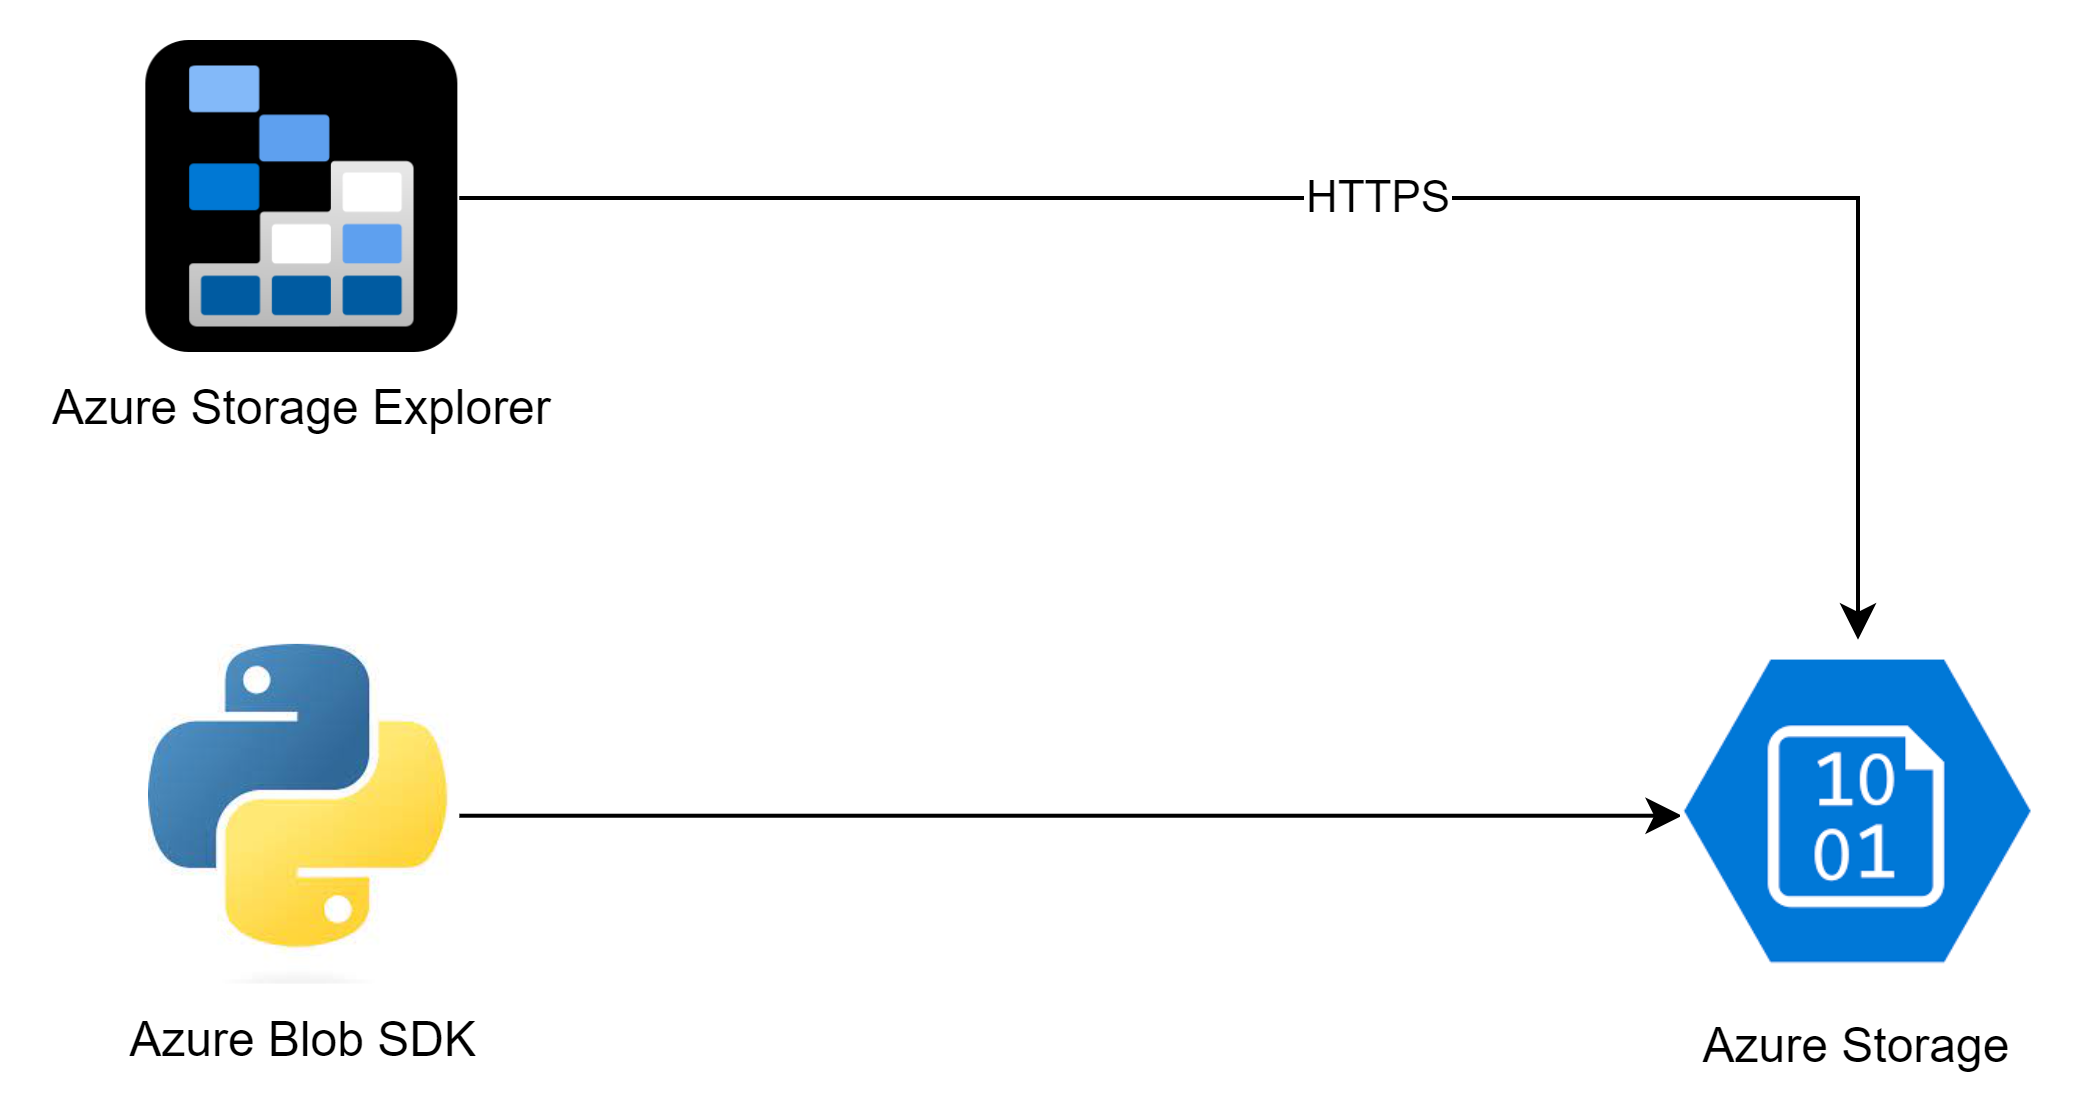 HTTPS
Azure Storage Explorer
10
01
Azure Blob SDK
Azure Storage